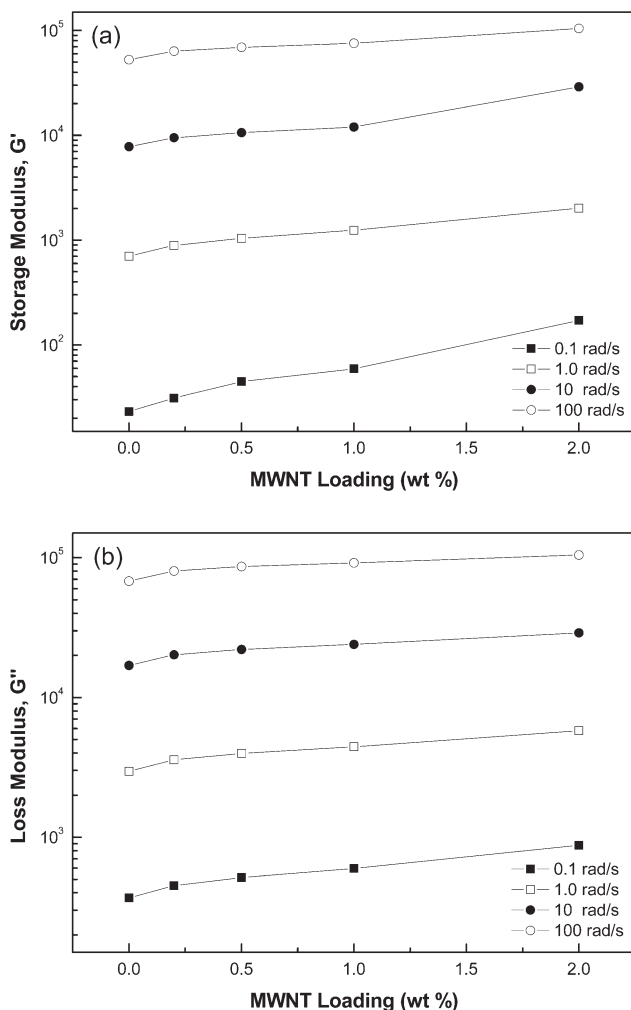 (a)
Storage Modulus, G'
10^5
10^4
10^3
10^2
0.1 rad/s
1.0 rad/s
10 rad/s
100 rad/s
0.0 0.5 1.0 1.5 2.0
MWNT Loading (wt %)
(b)
Loss Modulus, G"
10^5
10^4
10^3
0.1 rad/s
1.0 rad/s
10 rad/s
100 rad/s
0.0 0.5 1.0 1.5 2.0
MWNT Loading (wt %)